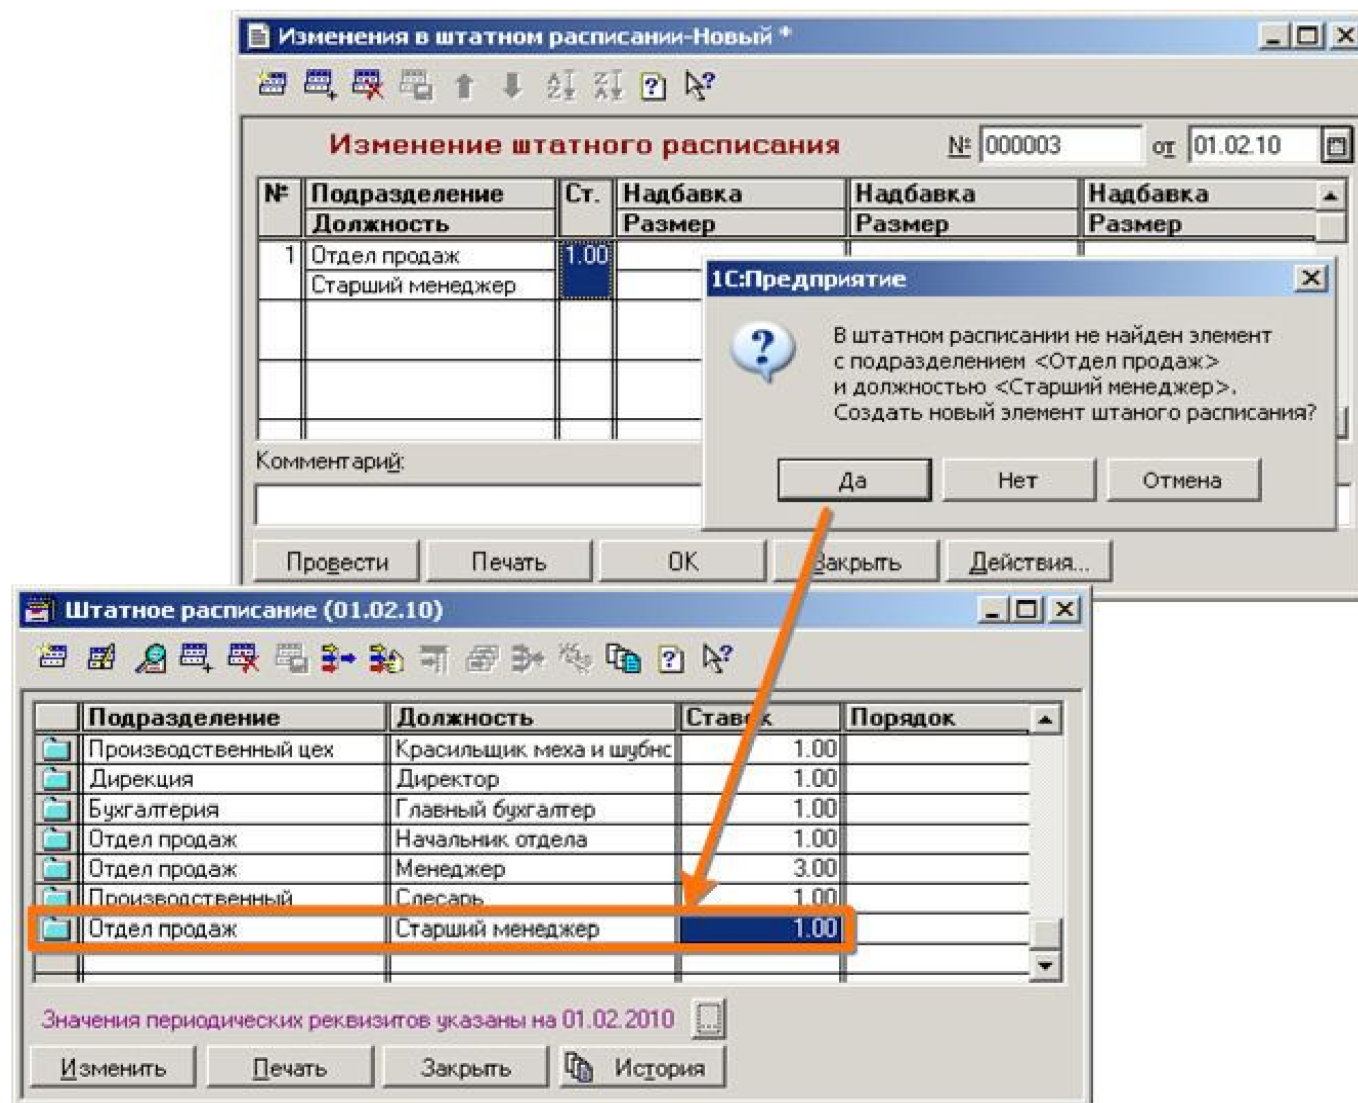 Изменения в штатном расписании-Новый *
Изменение штатного расписания № 000003 от 01.02.10
№ Подразделение Ст. Надбавка Надбавка Надбавка
Должность Размер Размер Размер
1 Отдел продаж 1.00
Старший менеджер
1С:Предприятие
В штатном расписании не найден элемент
с подразделением <Отдел продаж>
и должностью <Старший менеджер>.
Создать новый элемент штаного расписания?
Да Нет Отмена
Комментарий:
Провести Печать OK Закрыть Действия...
Штатное расписание (01.02.10)
Подразделение Должность Ставок Порядок
Производственный цех Красильщик меха и шубнс 1.00
Дирекция Директор 1.00
Бухгалтерия Главный бухгалтер 1.00
Отдел продаж Начальник отдела 1.00
Отдел продаж Менеджер 3.00
Производственный Слесарь 1.00
Отдел продаж Старший менеджер 1.00
Значения периодических реквизитов указаны на 01.02.2010
Изменить Печать Закрыть История